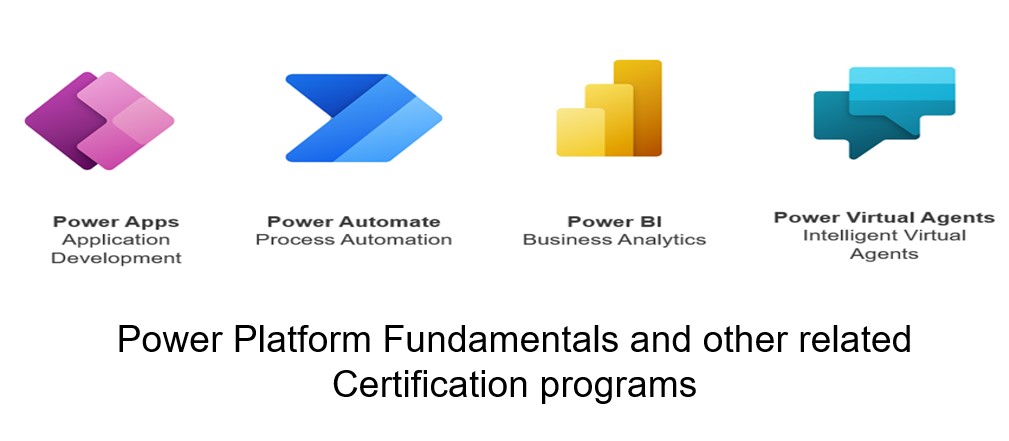 Power Apps
Application
Development
Power Automate
Process Automation
Power BI
Business Analytics
Power Virtual Agents
Intelligent Virtual
Agents
Power Platform Fundamentals and other related
Certification programs